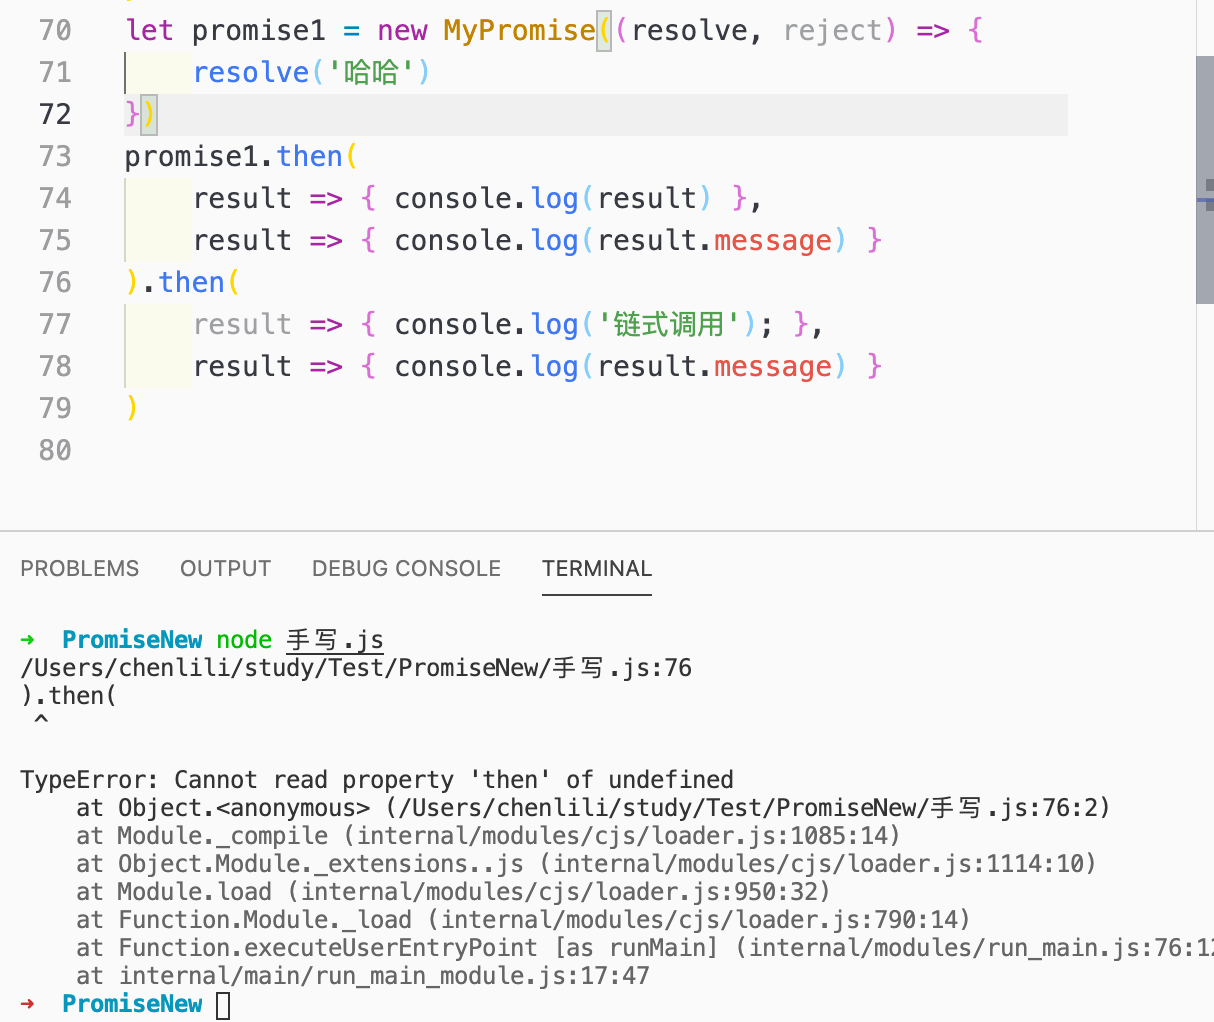 70 let promise1 = new MyPromise((resolve, reject) => {
71     resolve('哈哈')
72 })
73 promise1.then(
74     result => { console.log(result) },
75     result => { console.log(result.message) }
76 ).then(
77     result => { console.log('链式调用'); },
78     result => { console.log(result.message) }
79 )
80
PROBLEMS OUTPUT DEBUG CONSOLE TERMINAL
→ PromiseNew node 手写.js
/Users/chenlili/study/Test/PromiseNew/手写.js:76
).then(
 ^
TypeError: Cannot read property 'then' of undefined
    at Object.<anonymous> (/Users/chenlili/study/Test/PromiseNew/手写.js:76:2)
    at Module._compile (internal/modules/cjs/loader.js:1085:14)
    at Object.Module._extensions..js (internal/modules/cjs/loader.js:1114:10)
    at Module.load (internal/modules/cjs/loader.js:950:32)
    at Function.Module._load (internal/modules/cjs/loader.js:790:14)
    at Function.executeUserEntryPoint [as runMain] (internal/modules/run_main.js:76:12
    at internal/main/run_main_module.js:17:47
→ PromiseNew